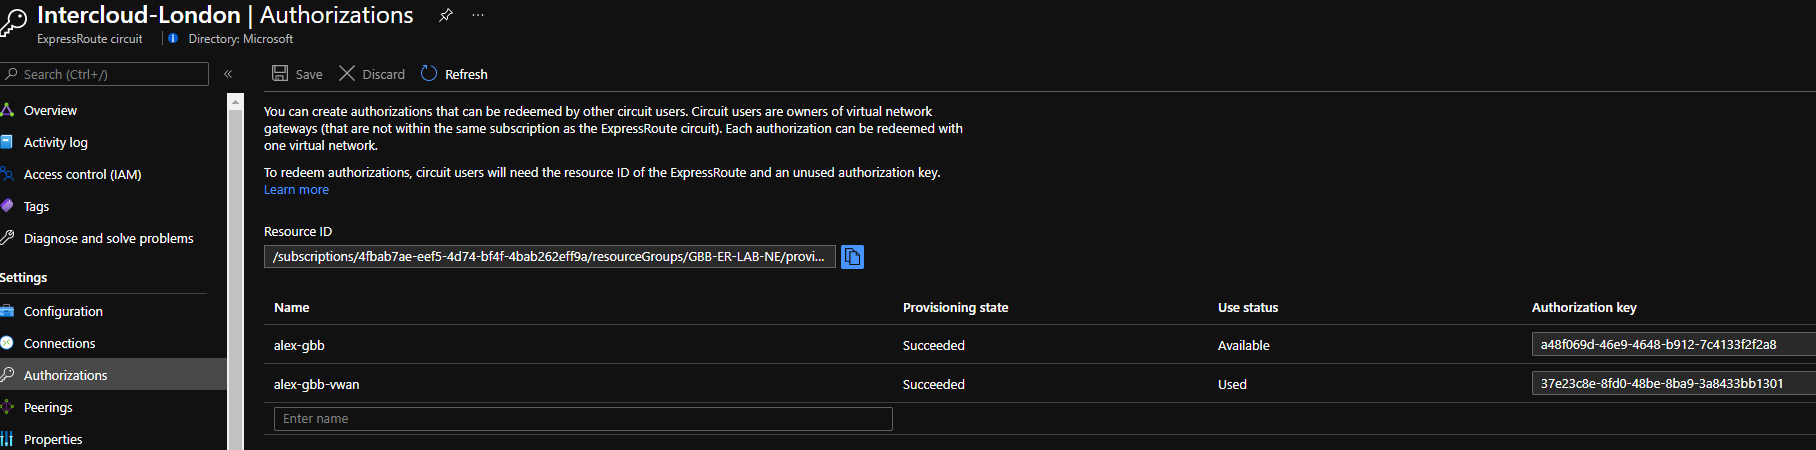 Intercloud-London | Authorizations
ExpressRoute circuit
Directory: Microsoft
Search (Ctrl+/)
Save
Discard
Refresh
Overview
Activity log
Access control (IAM)
Tags
Diagnose and solve problems
Settings
Configuration
Connections
Authorizations
Peerings
Properties
You can create authorizations that can be redeemed by other circuit users. Circuit users are owners of virtual network
gateways (that are not within the same subscription as the ExpressRoute circuit). Each authorization can be redeemed with
one virtual network.
To redeem authorizations, circuit users will need the resource ID of the ExpressRoute and an unused authorization key.
Learn more
Resource ID
/subscriptions/4fbab7ae-eef5-4d74-bf4f-4bab262eff9a/resourceGroups/GBB-ER-LAB-NE/provi...
Name Provisioning state Use status Authorization key
alex-gbb Succeeded Available a48f069d-46e9-4648-b912-7c4133f2f2a8
alex-gbb-vwan Succeeded Used 37e23c8e-8fd0-48be-8ba9-3a8433bb1301
Enter name